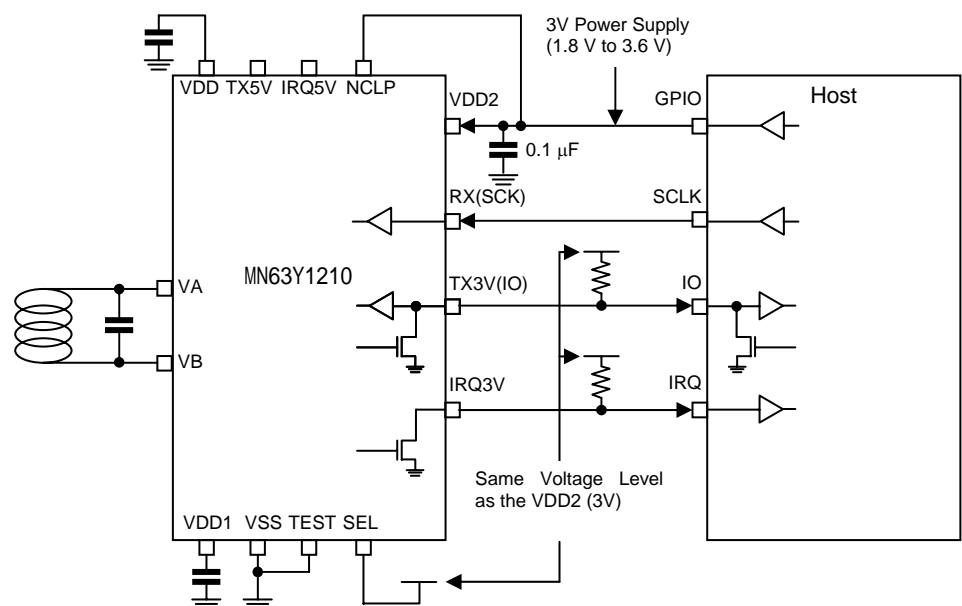 3V Power Supply
(1.8 V to 3.6 V)
VDD TX5V IRQ5V NCLP
VDD2
GPIO
Host
0.1 μF
RX(SCK)
SCLK
MN63Y1210
VA
TX3V(IO)
IO
VB
IRQ3V
IRQ
Same Voltage Level
as the VDD2 (3V)
VDD1 VSS TEST SEL